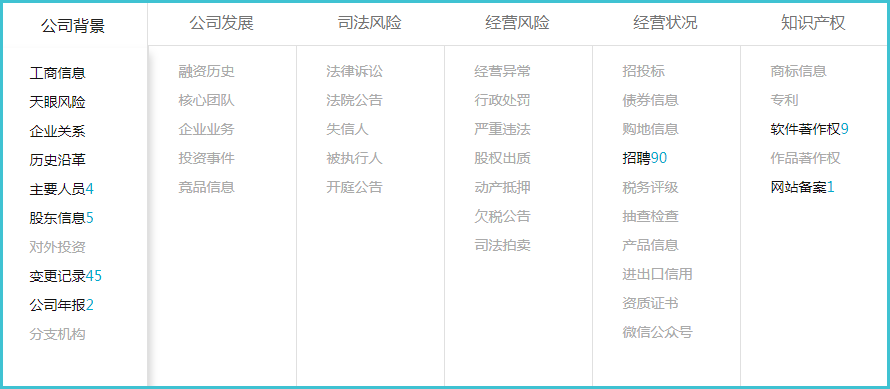 公司背景
工商信息
天眼风险
企业关系
历史沿革
主要人员4
股东信息5
对外投资
变更记录45
公司年报2
分支机构
公司发展
融资历史
核心团队
企业业务
投资事件
竞品信息
司法风险
法律诉讼
法院公告
失信人
被执行人
开庭公告
经营风险
经营异常
行政处罚
严重违法
股权出质
动产抵押
欠税公告
司法拍卖
经营状况
招投标
债券信息
购地信息
招聘90
税务评级
抽查检查
产品信息
进出口信用
资质证书
微信公众号
知识产权
商标信息
专利
软件著作权9
作品著作权
网站备案1